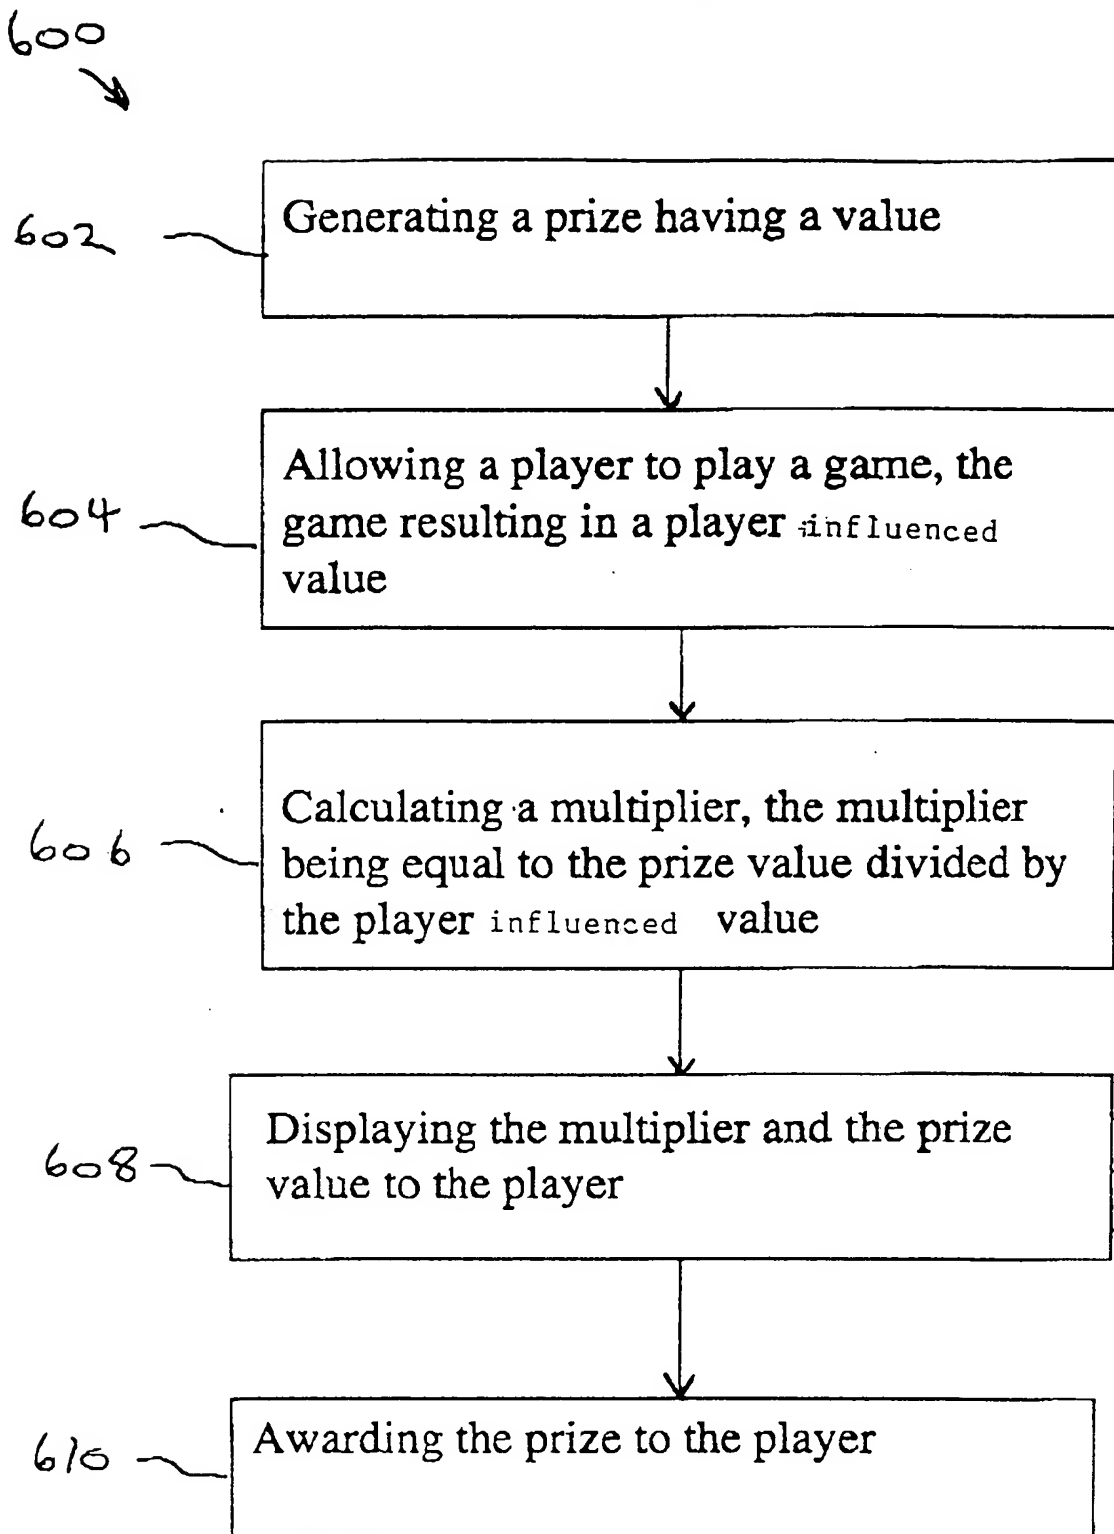 600
602
Generating a prize having a value
604
Allowing a player to play a game, the
game resulting in a player influenced
value
606
Calculating a multiplier, the multiplier
being equal to the prize value divided by
the player influenced value
608
Displaying the multiplier and the prize
value to the player
610
Awarding the prize to the player